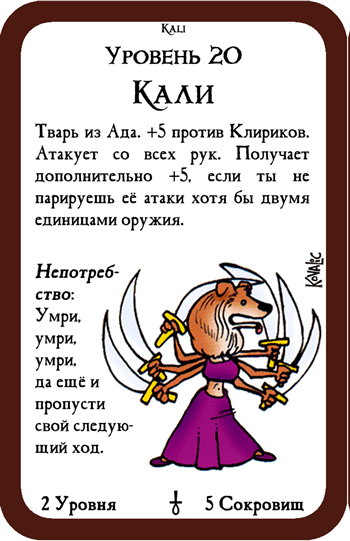 Kali
Уровень 20
Кали
Тварь из Ада. +5 против Клириков.
Атакует со всех рук. Получает
дополнительно +5, если ты не
парируешь её атаки хотя бы двумя
единицами оружия.
Непотреб-
ство:
Умри,
умри,
умри,
да ещё и
пропусти
свой следую-
щий ход.
Kovalic
2 Уровня
5 Сокровищ